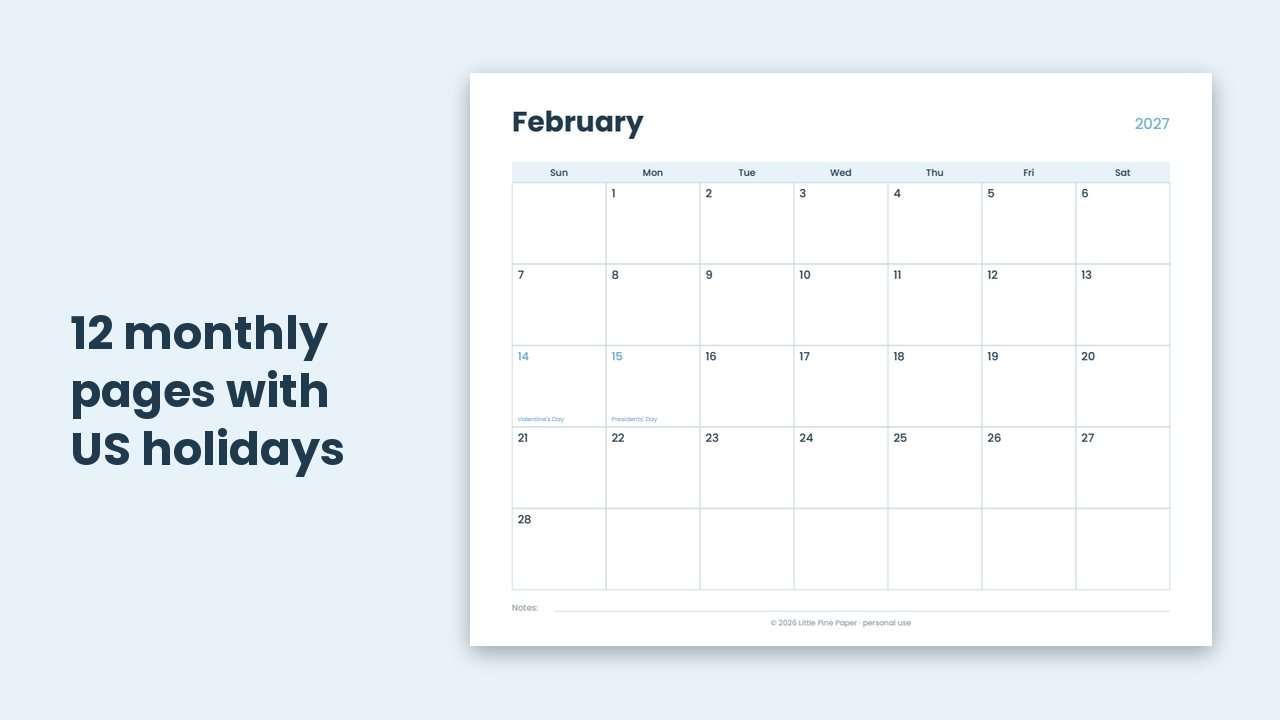 12 monthly
pages with
US holidays
February 2027
Sun Mon Tue Wed Thu Fri Sat
1 2 3 4 5 6
7 8 9 10 11 12 13
14 15 16 17 18 19 20
Valentine's Day Presidents' Day
21 22 23 24 25 26 27
28
Notes:
© 2026 Little Pine Paper · personal use